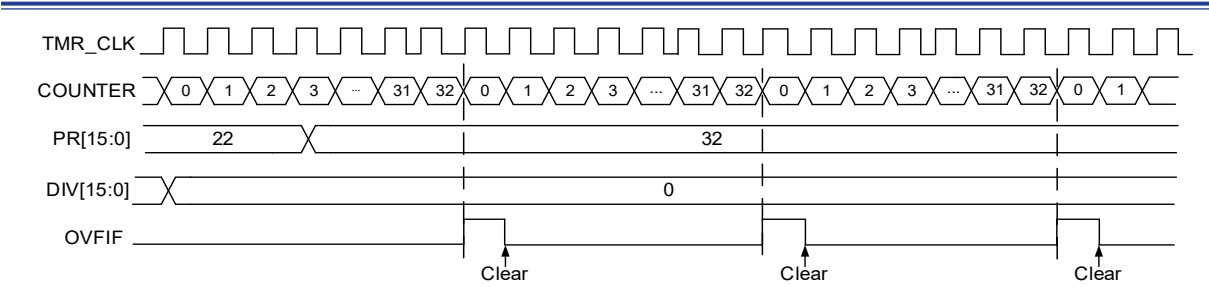 TMR_CLK
COUNTER 0 1 2 3 ... 31 32 0 1 2 3 ... 31 32 0 1 2 3 ... 31 32 0 1
PR[15:0] 22 32
DIV[15:0] 0
OVFIF
Clear Clear Clear